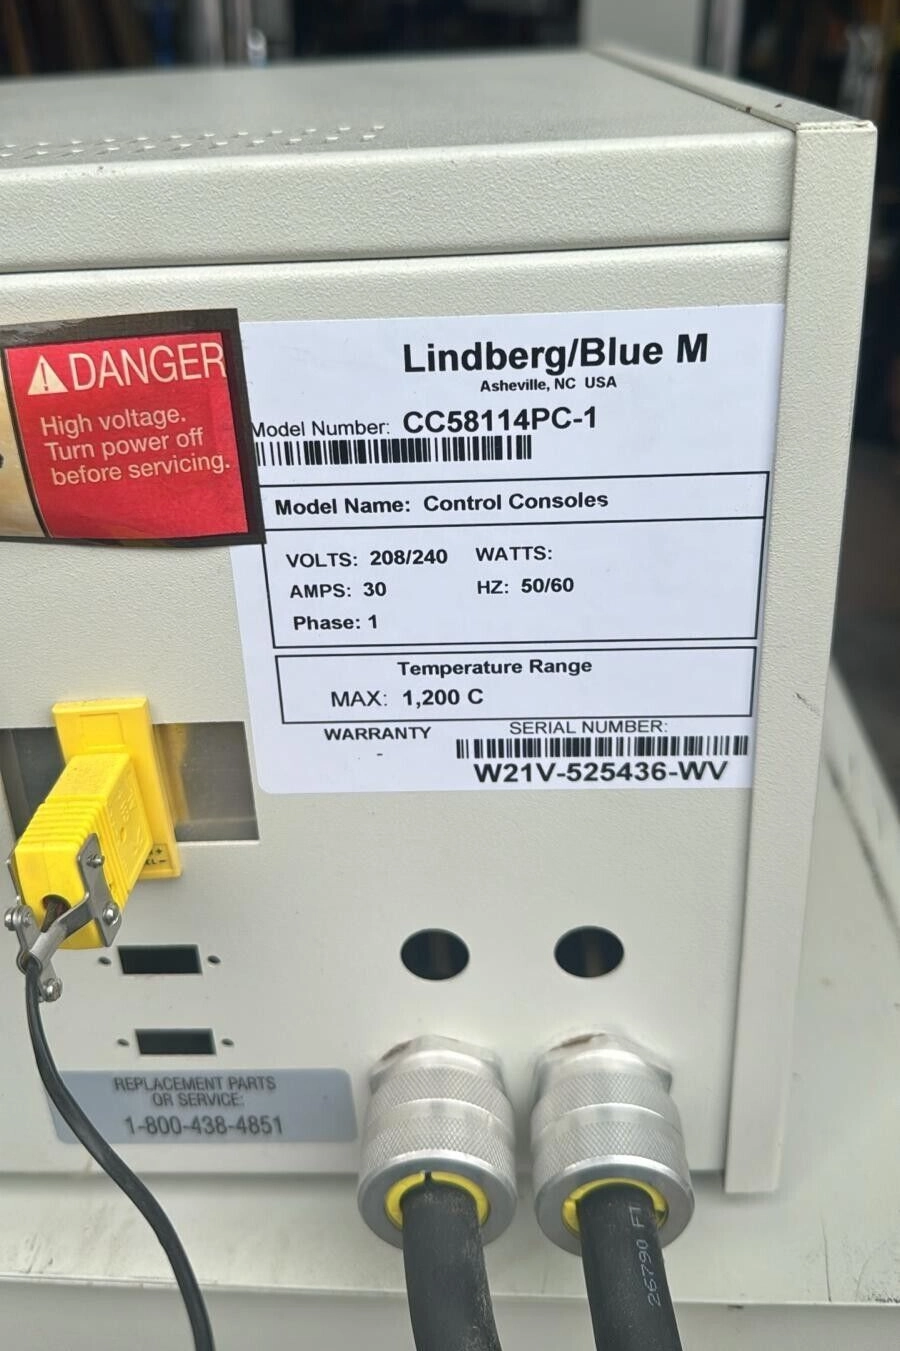 DANGER
High voltage.
Turn power off
before servicing.
Lindberg/Blue M
Asheville, NC USA
Model Number: CC58114PC-1
Model Name: Control Consoles
VOLTS: 208/240 WATTS:
AMPS: 30 HZ: 50/60
Phase: 1
Temperature Range
MAX: 1,200 C
WARRANTY SERIAL NUMBER:
-
W21V-525436-WV
REPLACEMENT PARTS
OR SERVICE:
1-800-438-4851
26790 FT